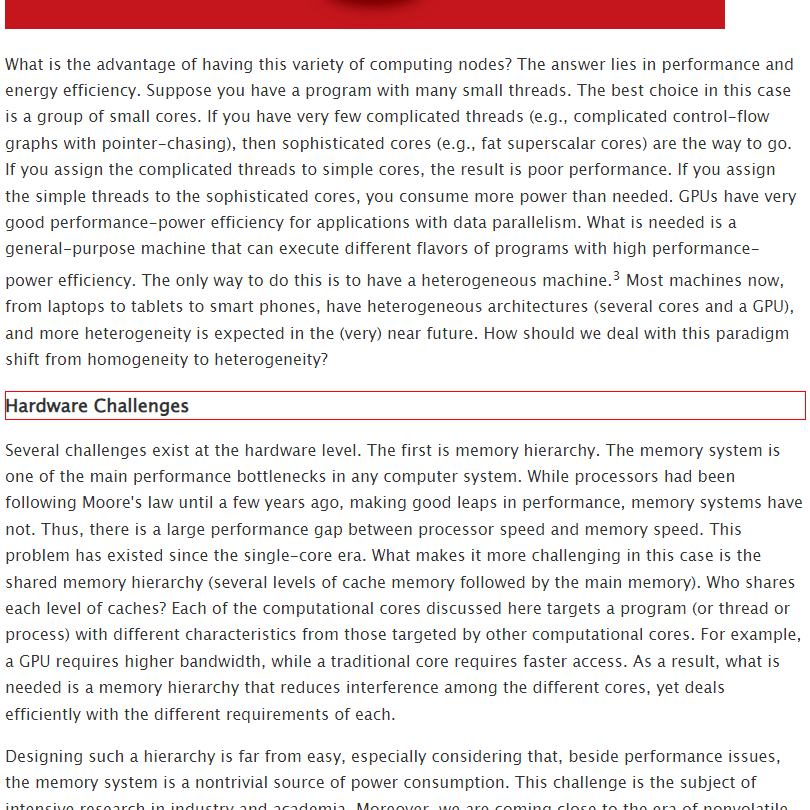 What is the advantage of having this variety of computing nodes? The answer lies in performance and
energy efficiency. Suppose you have a program with many small threads. The best choice in this case
is a group of small cores. If you have very few complicated threads (e.g., complicated control-flow
graphs with pointer-chasing), then sophisticated cores (e.g., fat superscalar cores) are the way to go.
If you assign the complicated threads to simple cores, the result is poor performance. If you assign
the simple threads to the sophisticated cores, you consume more power than needed. GPUs have very
good performance-power efficiency for applications with data parallelism. What is needed is a
general-purpose machine that can execute different flavors of programs with high performance-
power efficiency. The only way to do this is to have a heterogeneous machine.3 Most machines now,
from laptops to tablets to smart phones, have heterogeneous architectures (several cores and a GPU),
and more heterogeneity is expected in the (very) near future. How should we deal with this paradigm
shift from homogeneity to heterogeneity?
Hardware Challenges
Several challenges exist at the hardware level. The first is memory hierarchy. The memory system is
one of the main performance bottlenecks in any computer system. While processors had been
following Moore's law until a few years ago, making good leaps in performance, memory systems have
not. Thus, there is a large performance gap between processor speed and memory speed. This
problem has existed since the single-core era. What makes it more challenging in this case is the
shared memory hierarchy (several levels of cache memory followed by the main memory). Who shares
each level of caches? Each of the computational cores discussed here targets a program (or thread or
process) with different characteristics from those targeted by other computational cores. For example,
a GPU requires higher bandwidth, while a traditional core requires faster access. As a result, what is
needed is a memory hierarchy that reduces interference among the different cores, yet deals
efficiently with the different requirements of each.
Designing such a hierarchy is far from easy, especially considering that, beside performance issues,
the memory system is a nontrivial source of power consumption. This challenge is the subject of
intensive research in industry and academia. Moreover, we are coming close to the era of nonvolatile